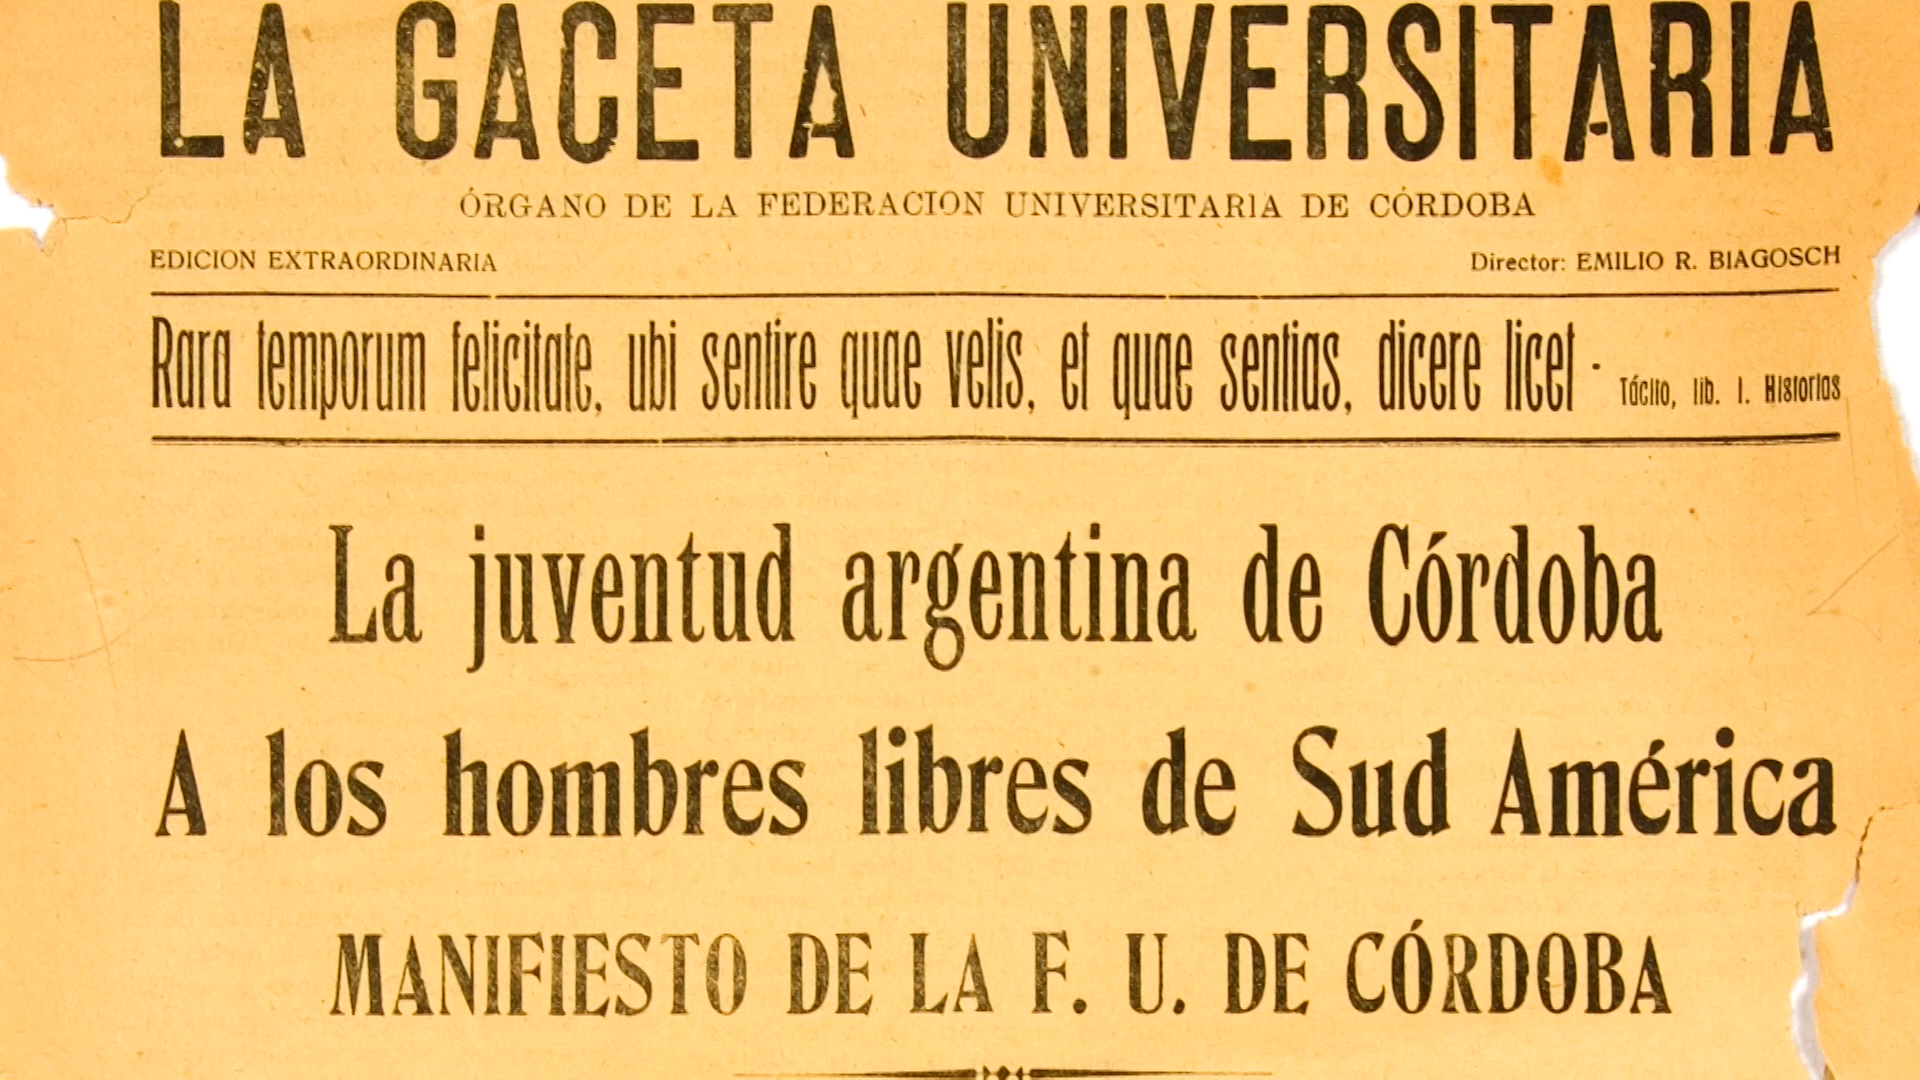 LA GACETA UNIVERSITARIA
ÓRGANO DE LA FEDERACION UNIVERSITARIA DE CÓRDOBA
EDICION EXTRAORDINARIA Director: EMILIO R. BIAGOSCH
Rara temporum felicitate, ubi sentire quae velis, et quae sentias, dicere licet - Tácito, lib. I. Historias
La juventud argentina de Córdoba
A los hombres libres de Sud América
MANIFIESTO DE LA F. U. DE CÓRDOBA